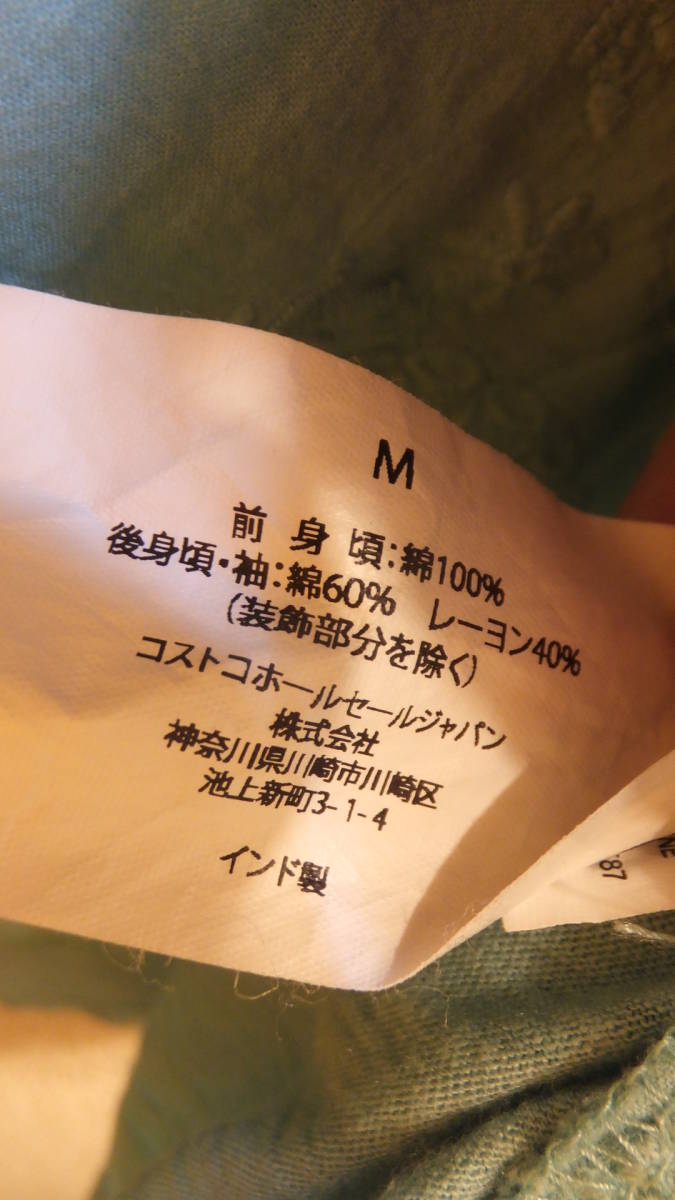 M
前 身 頃:綿100%
後身頃・袖:綿60% レーヨン40%
(装飾部分を除く)
コストコホールセールジャパン
株式会社
神奈川県川崎市川崎区
池上新町3-1-4
インド製
NE
'87